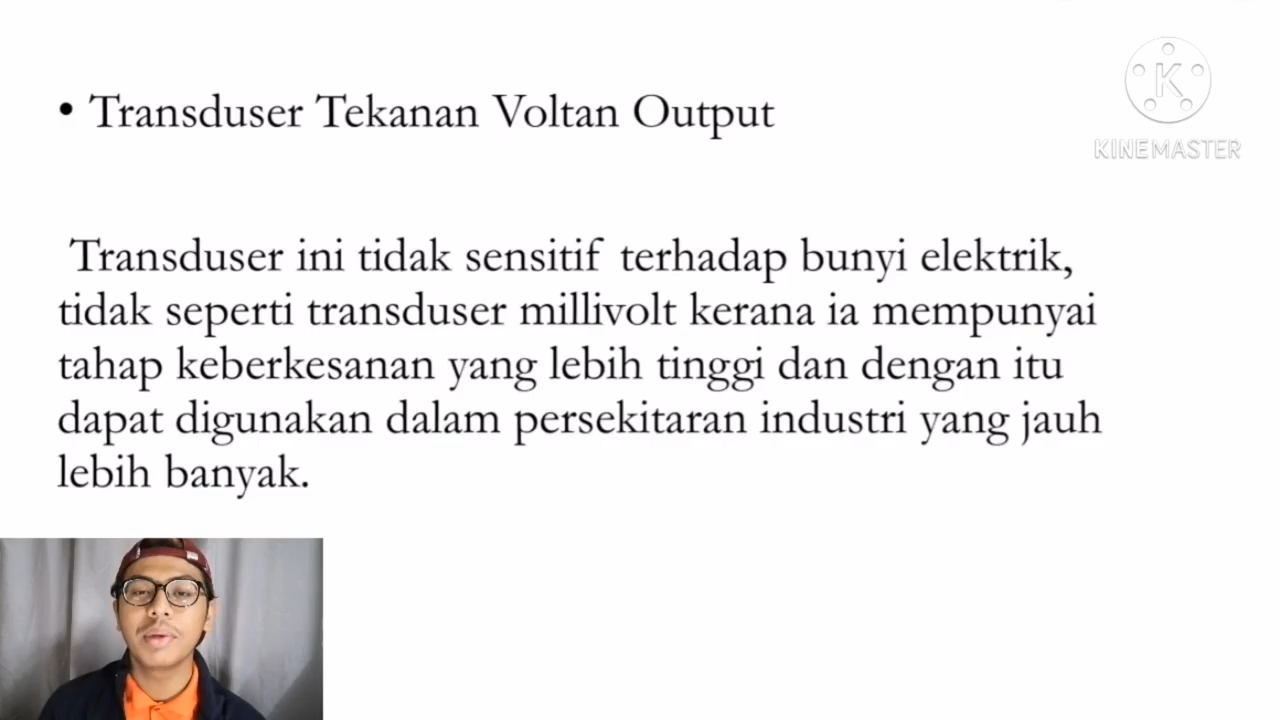 • Transduser Tekanan Voltan Output
K
KINEMASTER
Transduser ini tidak sensitif terhadap bunyi elektrik,
tidak seperti transduser millivolt kerana ia mempunyai
tahap keberkesanan yang lebih tinggi dan dengan itu
dapat digunakan dalam persekitaran industri yang jauh
lebih banyak.